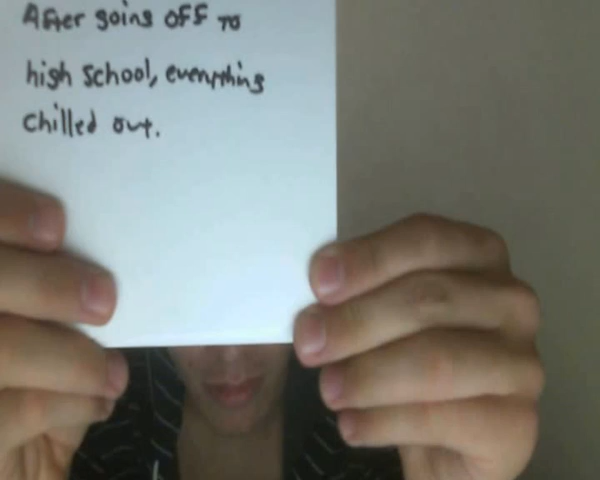 After going off to
high school, everything
chilled out.